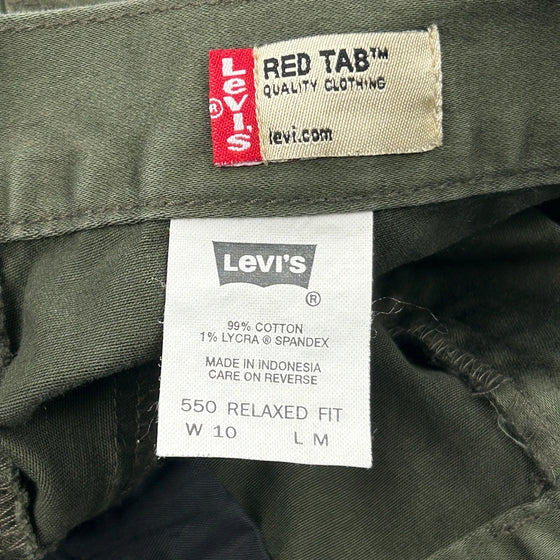 Levi's
®
RED TAB™
QUALITY CLOTHING
levi.com
LEVI'S
®
99% COTTON
1% LYCRA ® SPANDEX
MADE IN INDONESIA
CARE ON REVERSE
550 RELAXED FIT
W 10 L M